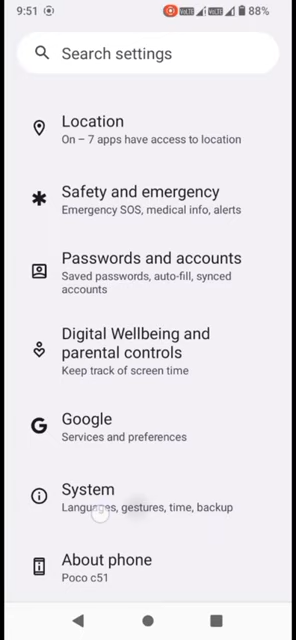 9:51 88%
Search settings
Location
On – 7 apps have access to location
Safety and emergency
Emergency SOS, medical info, alerts
Passwords and accounts
Saved passwords, auto-fill, synced
accounts
Digital Wellbeing and
parental controls
Keep track of screen time
Google
Services and preferences
System
Languages, gestures, time, backup
About phone
Poco c51